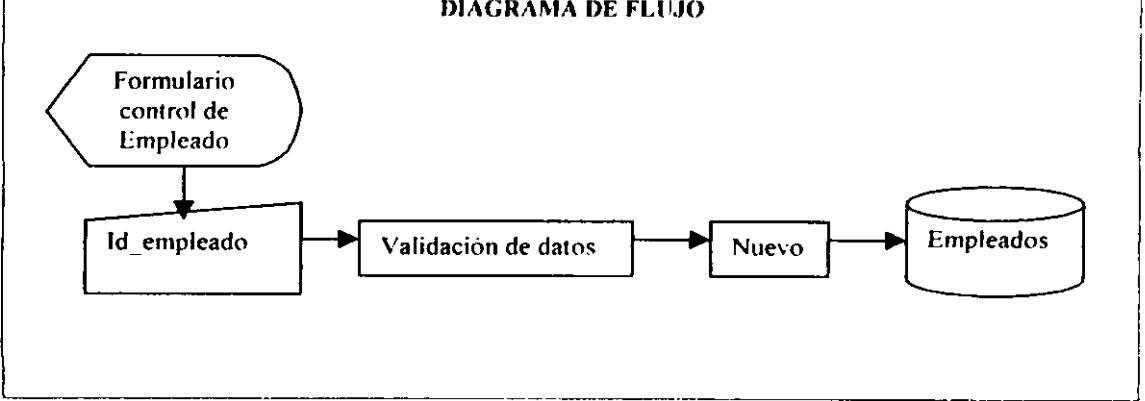 DIAGRAMA DE FLUJO
Formulario
control de
Empleado
Id_empleado
Validación de datos
Nuevo
Empleados